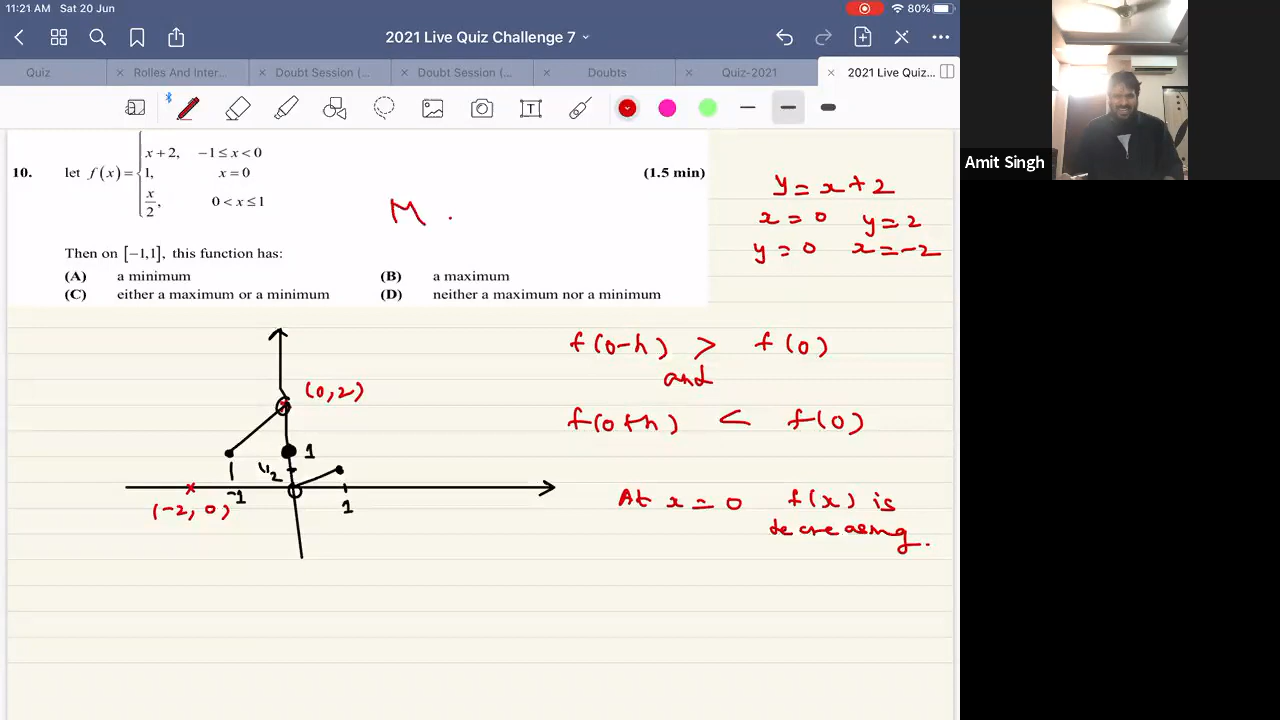 11:21 AM Sat 20 Jun
80%
2021 Live Quiz Challenge 7
Quiz
Rolles And Inter...
Doubt Session (...
Doubt Session (...
Doubts
Quiz-2021
2021 Live Quiz...
T
10. let f(x) = { x + 2, −1 ≤ x < 0
1, x = 0
x/2, 0 < x ≤ 1
(1.5 min)
M .
Then on [−1,1], this function has:
(A) a minimum (B) a maximum
(C) either a maximum or a minimum (D) neither a maximum nor a minimum
y = x + 2
x = 0 y = 2
y = 0 x = -2
(0, 2)
1
1/2
-1
1
(-2, 0)
f(0-h) > f(0)
and
f(0+h) < f(0)
At x = 0 f(x) is
decreasing.
Amit Singh